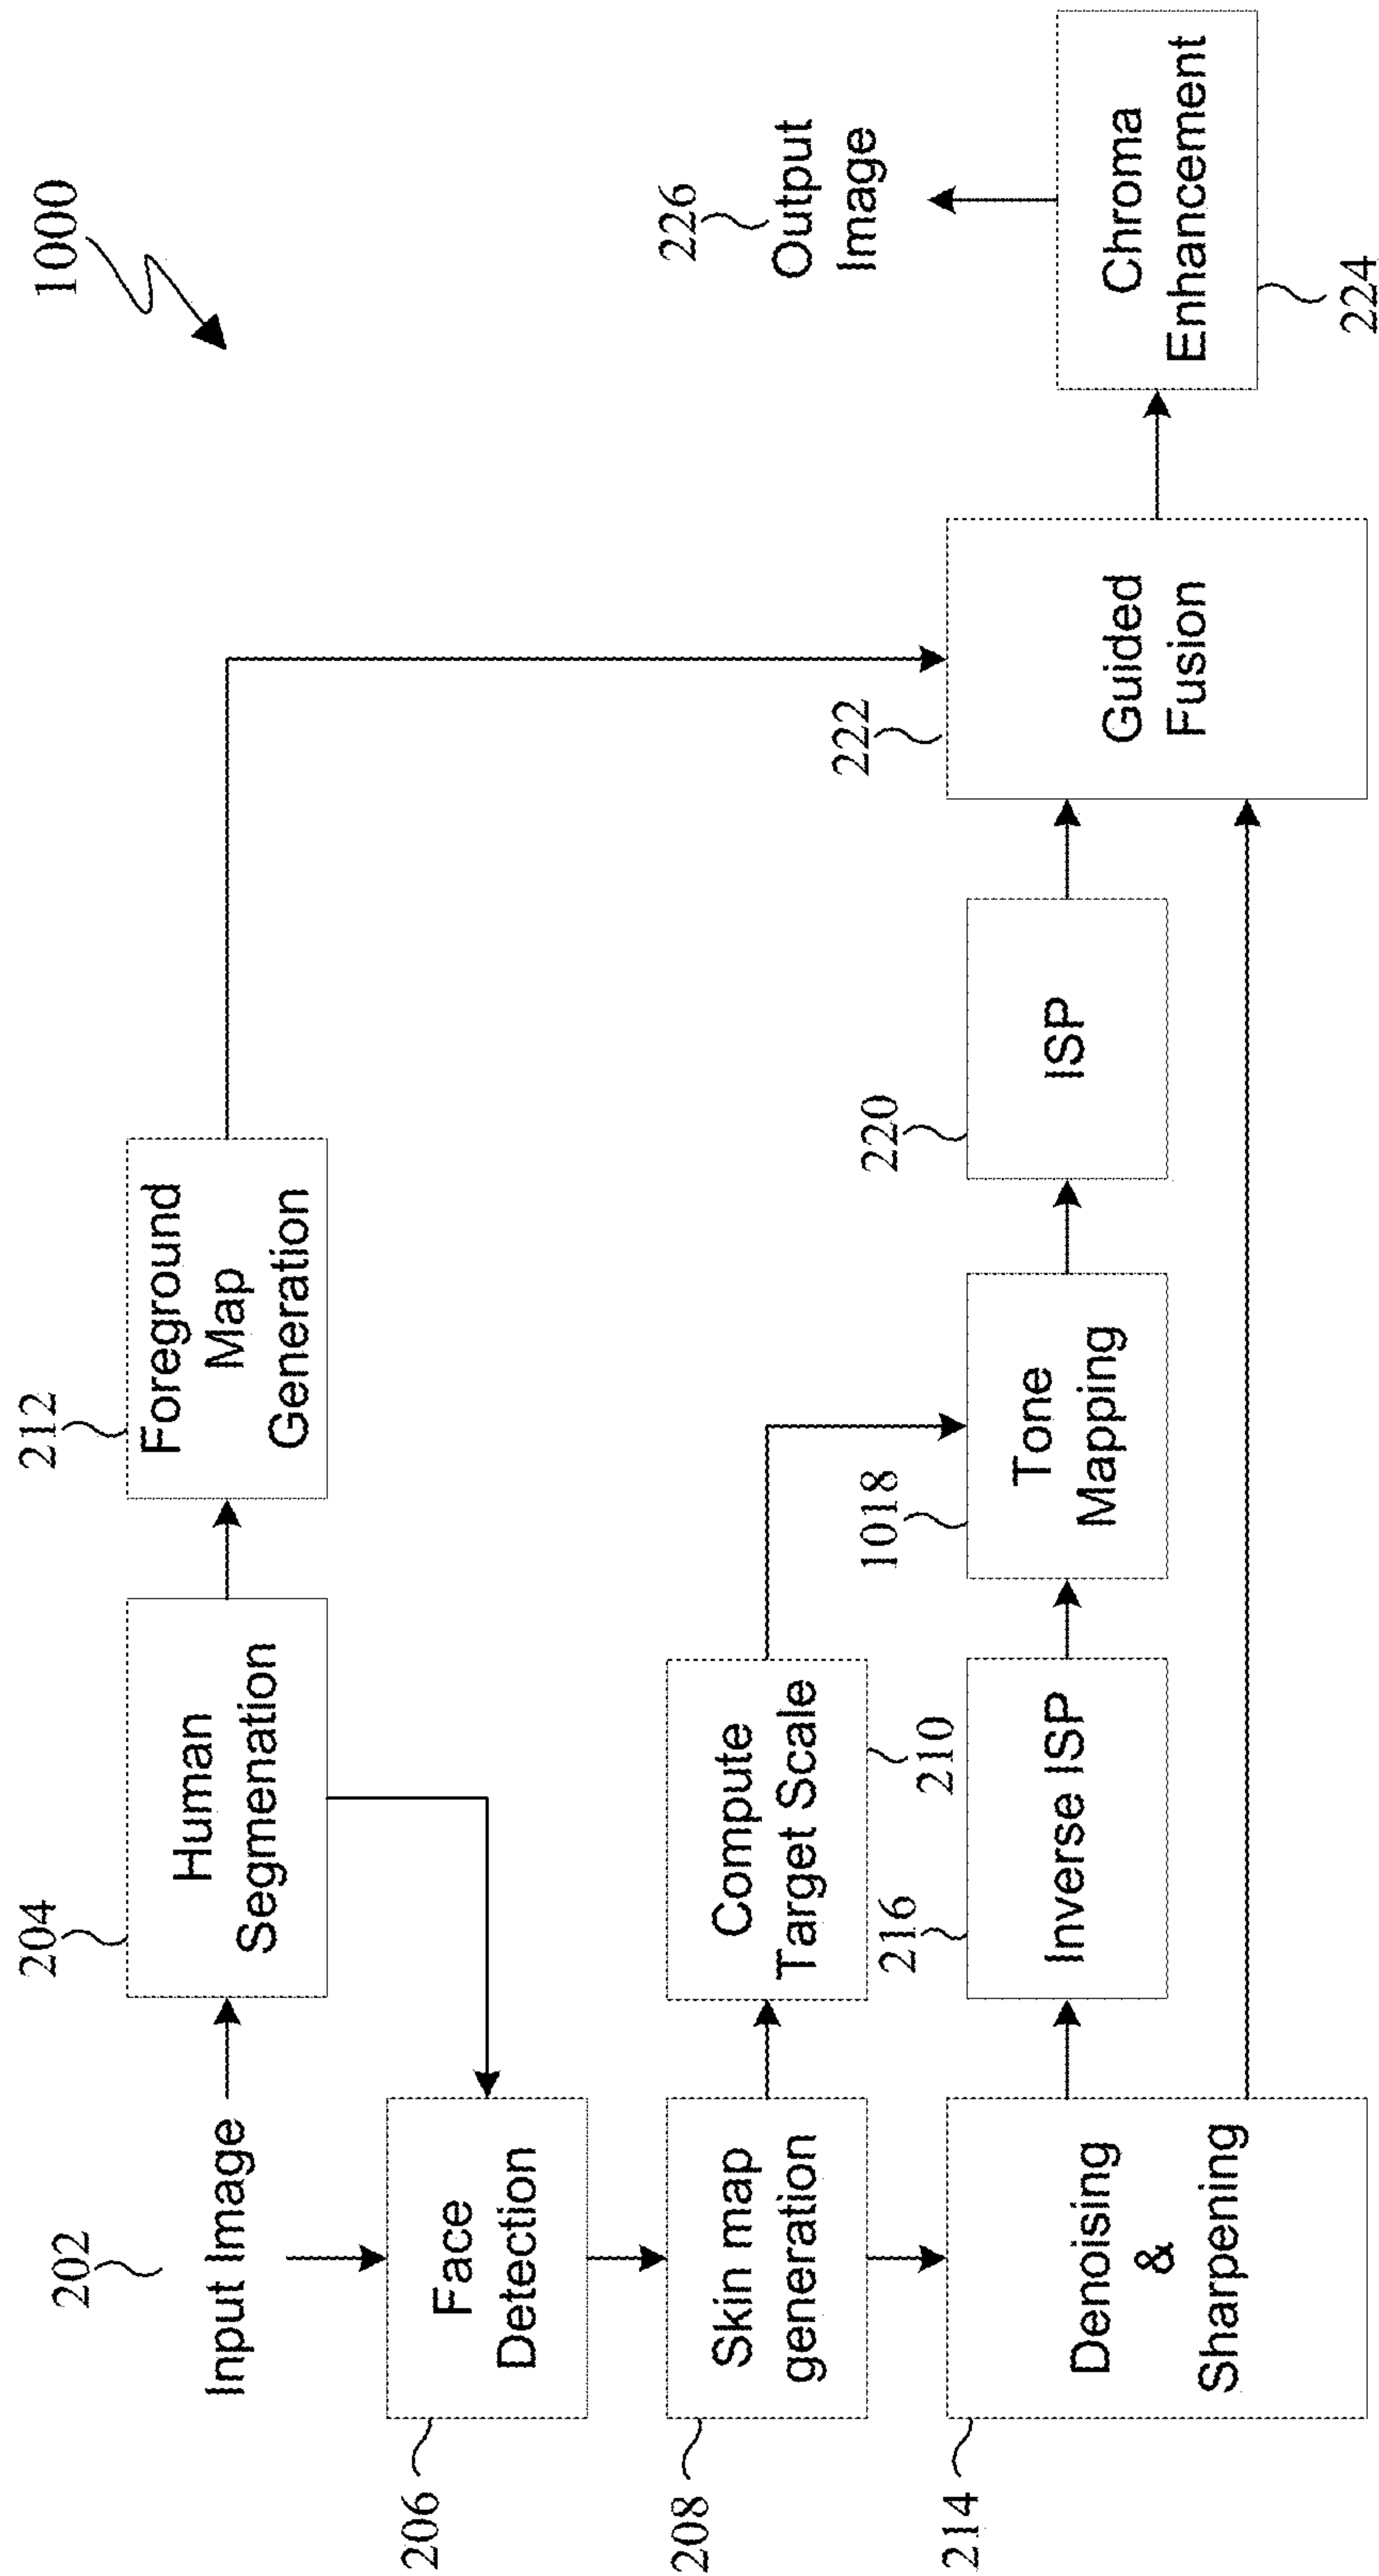 1000
202
Input Image
204
Human
Segmenation
212
Foreground
Map
Generation
206
Face
Detection
208
Skin map
generation
Compute
Target Scale
210
214
Denoising
&
Sharpening
216
Inverse ISP
1018
Tone
Mapping
220
ISP
222
Guided
Fusion
226
Output
Image
Chroma
Enhancement
224